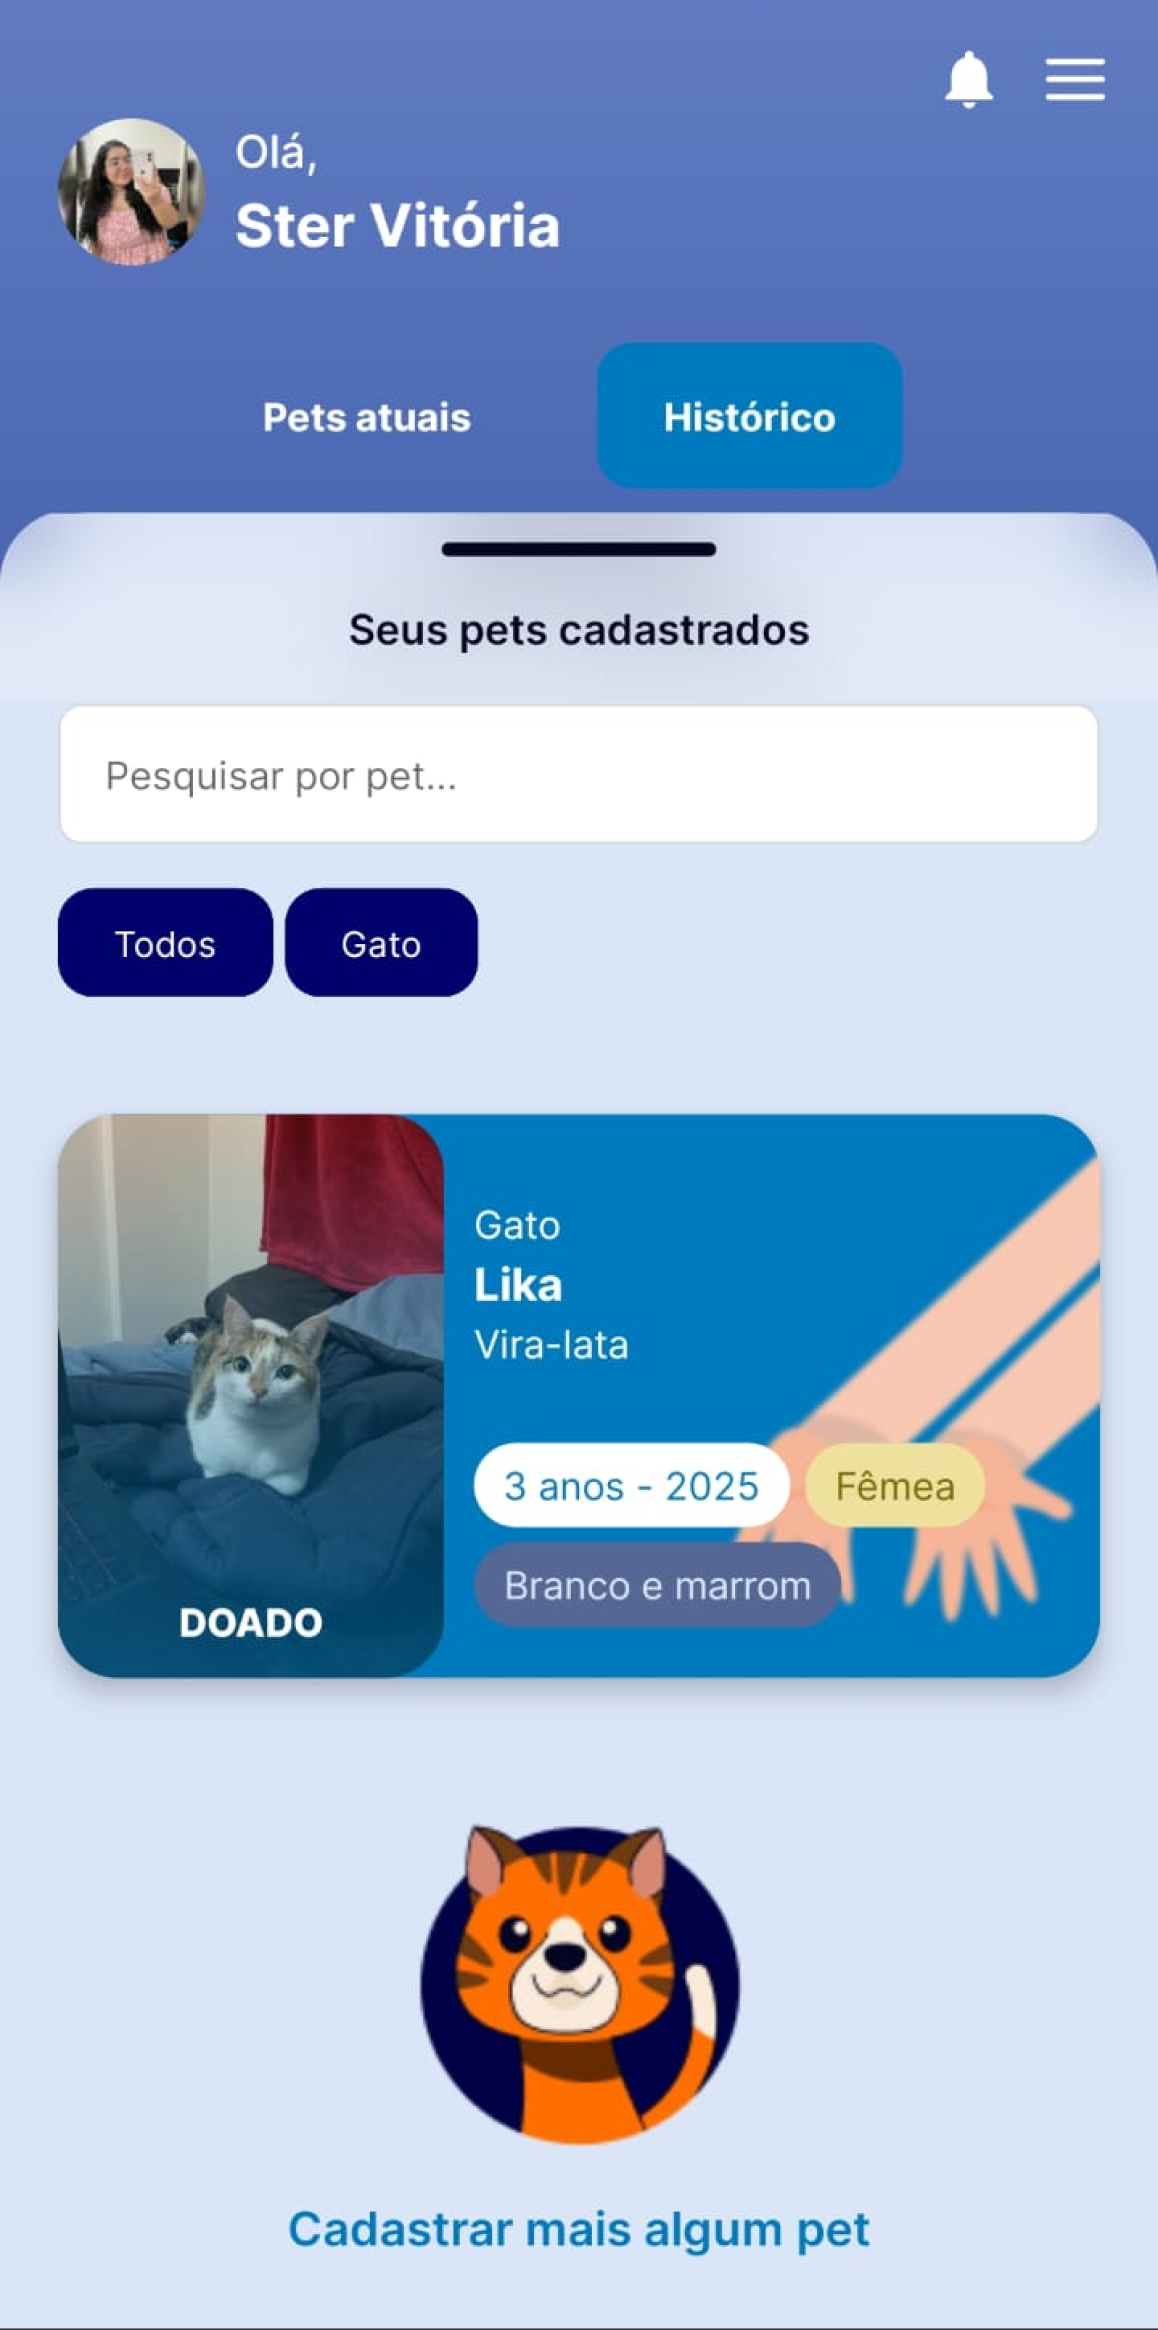 Olá,
Ster Vitória
Pets atuais
Histórico
Seus pets cadastrados
Pesquisar por pet...
Todos
Gato
Gato
Lika
Vira-lata
3 anos - 2025
Fêmea
Branco e marrom
DOADO
Cadastrar mais algum pet